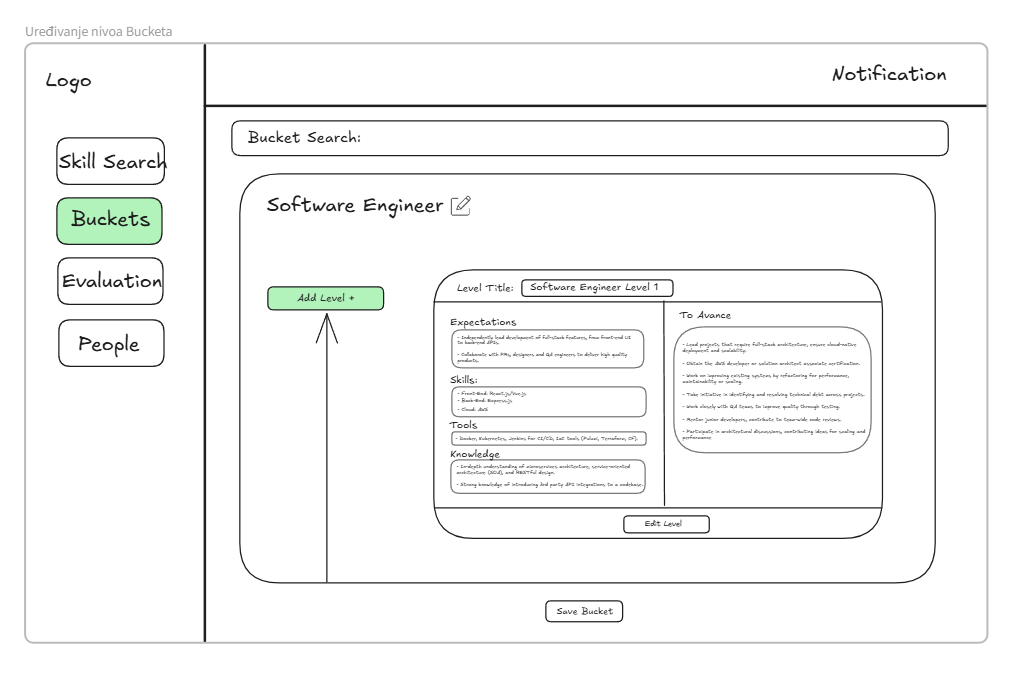 Uređivanje nivoa Bucketa
Logo
Notification
Skill Search
Buckets
Evaluation
People
Bucket Search:
Software Engineer
Add Level +
Level Title:
Software Engineer Level 1
Expectations
- Independently lead development of full-stack features, from front-end UI
to back-end APIs.
- Collaborate with PMs, designers and QA engineers to deliver high quality
products.
Skills:
- Front-End: React.js/Vue.js
- Back-End: Express.js
- Cloud: AWS
Tools
- Docker, Kubernetes, Jenkins for CI/CD, IaC tools (Pulumi, Terraform, CF).
Knowledge
- In-depth understanding of microservices architecture, service-oriented
architecture (SOA), and RESTful design.
- Strong knowledge of introducing 3rd party API integrations to a codebase.
To Avance
- Lead projects that require full-stack architecture, ensure cloud-native
deployment and scalability.
- Obtain the AWS developer or solution architect associate certification.
- Work on improving existing systems by refactoring for performance,
maintainability or scaling.
- Take initiative in identifying and resolving technical debt across projects.
- Work closely with QA teams to improve quality through testing.
- Mentor junior developers, contribute to team-wide code reviews.
- Participate in architectural discussions, contributing ideas for scaling and
performance
Edit Level
Save Bucket